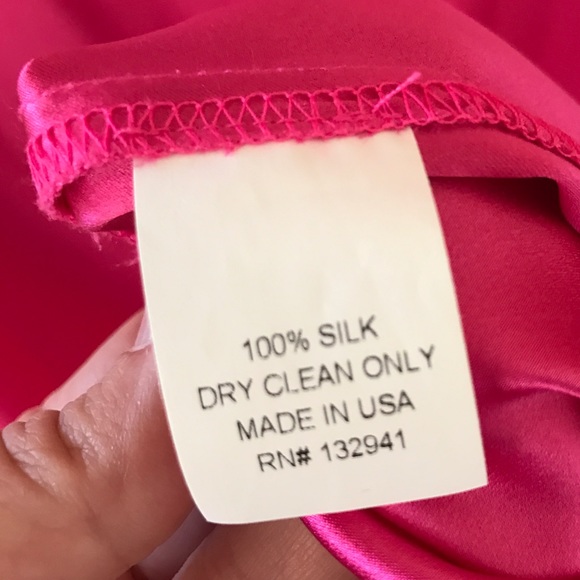 100% SILK
DRY CLEAN ONLY
MADE IN USA
RN# 132941